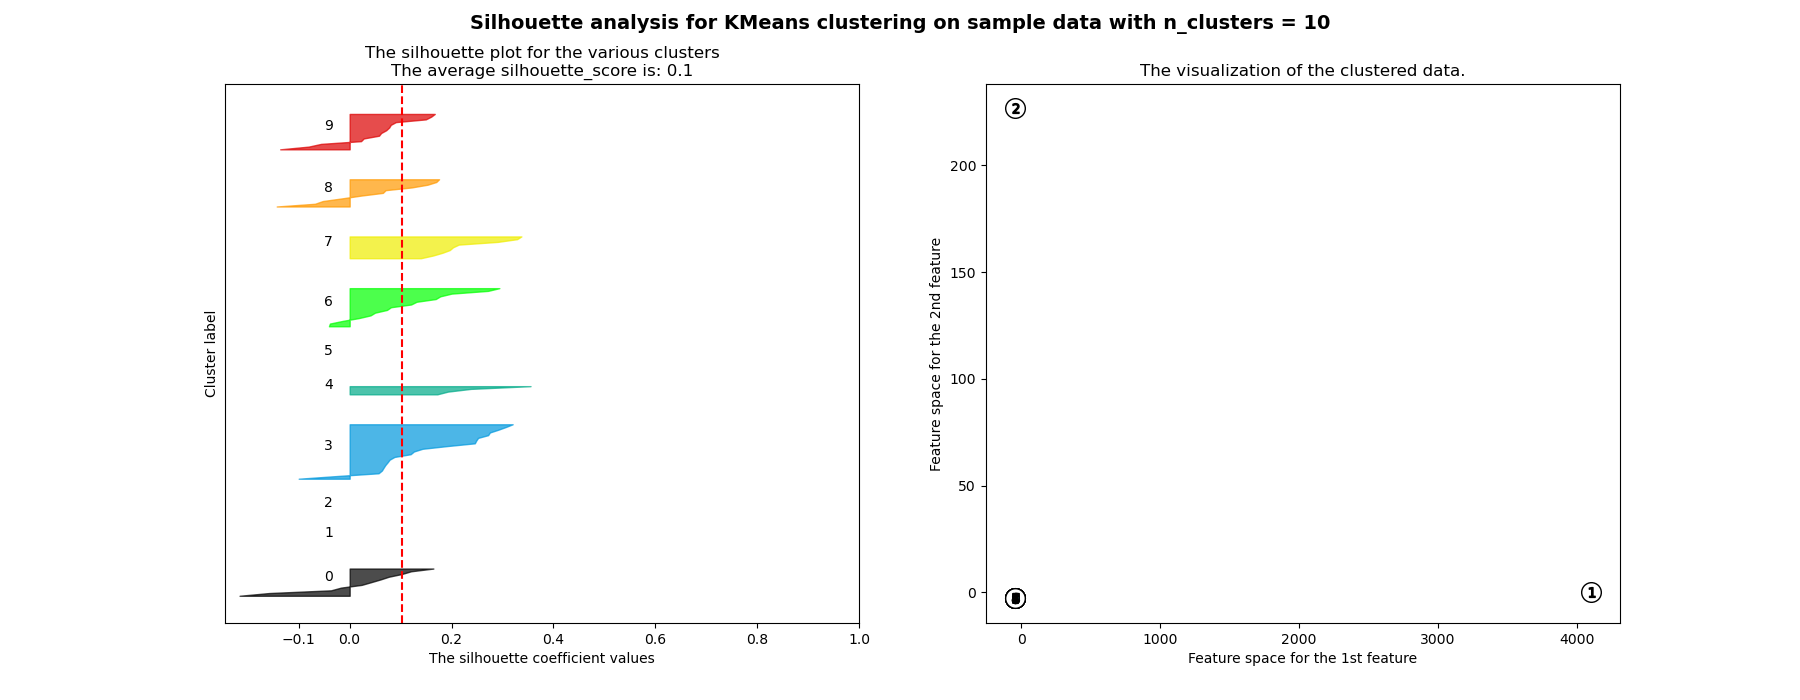 Silhouette analysis for KMeans clustering on sample data with n_clusters = 10
The silhouette plot for the various clusters
The average silhouette_score is: 0.1
Cluster label
9
8
7
6
5
4
3
2
1
0
−0.1 0.0 0.2 0.4 0.6 0.8 1.0
The silhouette coefficient values
The visualization of the clustered data.
Feature space for the 2nd feature
200
150
100
50
0
2
1
0 1000 2000 3000 4000
Feature space for the 1st feature